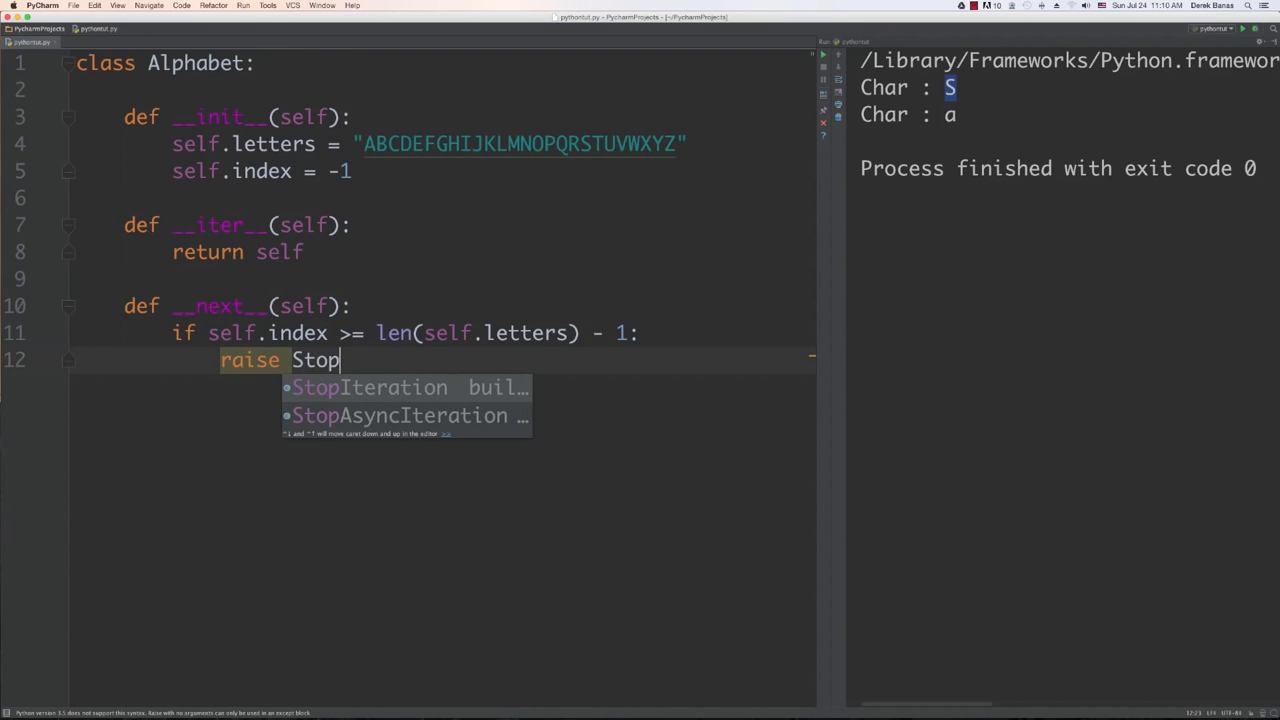 PyCharm File Edit View Navigate Code Refactor Run Tools VCS Window Help 10 Sun Jul 24 11:10 AM Derek Banas
pythontut.py - PycharmProjects - [~/PycharmProjects]
PycharmProjects pythontut.py pythontut
pythontut.py
Run: pythontut
1 class Alphabet:
2
3 def __init__(self):
4 self.letters = "ABCDEFGHIJKLMNOPQRSTUVWXYZ"
5 self.index = -1
6
7 def __iter__(self):
8 return self
9
10 def __next__(self):
11 if self.index >= len(self.letters) - 1:
12 raise Stop
StopIteration buil…
StopAsyncIteration …
^↓ and ^↑ will move caret down and up in the editor >>
/Library/Frameworks/Python.framewor
Char : S
Char : a
Process finished with exit code 0
Python version 3.5 does not support this syntax. Raise with no arguments can only be used in an except block
12:23 LF÷ UTF-8÷